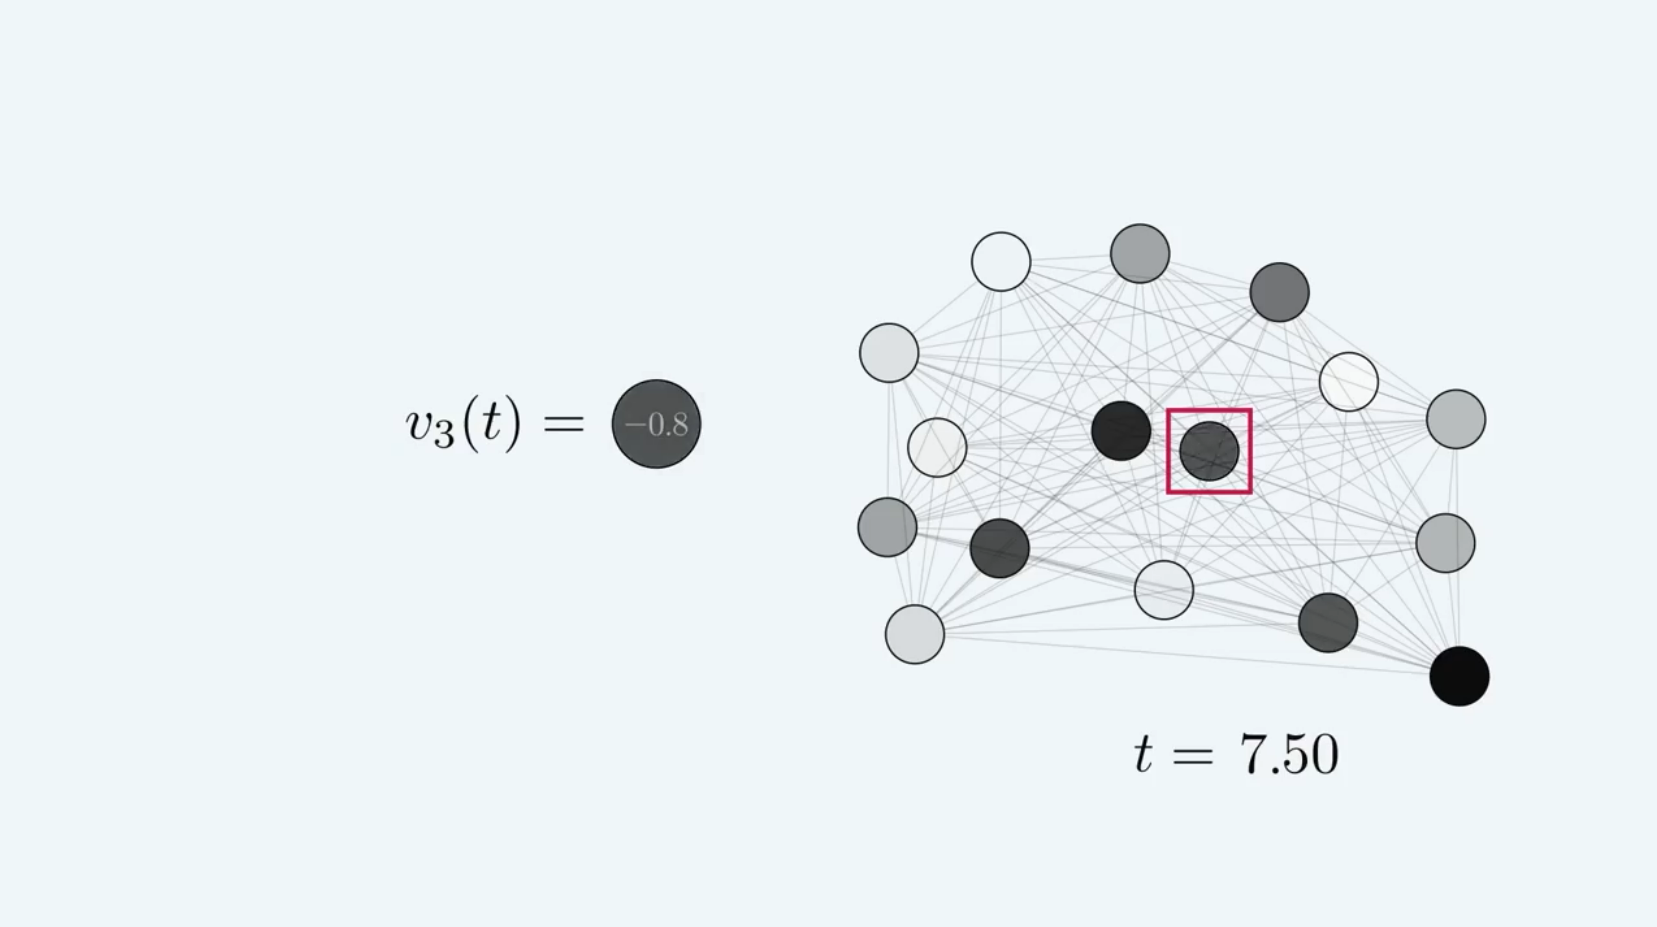 v₃(t) = −0.8
t = 7.50